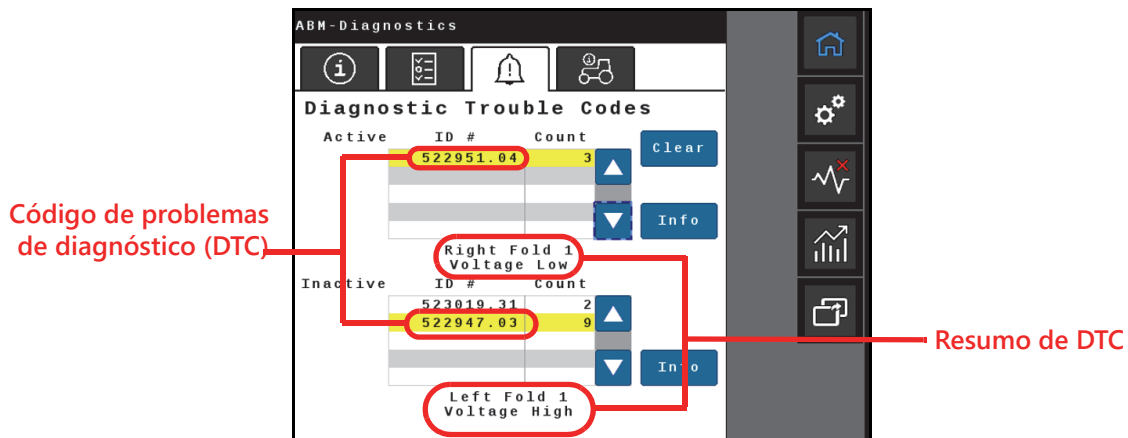 ABM-Diagnostics
Diagnostic Trouble Codes
Active ID # Count
Clear
522951.04 3
Info
Right Fold 1
Voltage Low
Código de problemas
de diagnóstico (DTC)
Inactive ID # Count
523019.31 2
522947.03 9
Resumo de DTC
Info
Left Fold 1
Voltage High